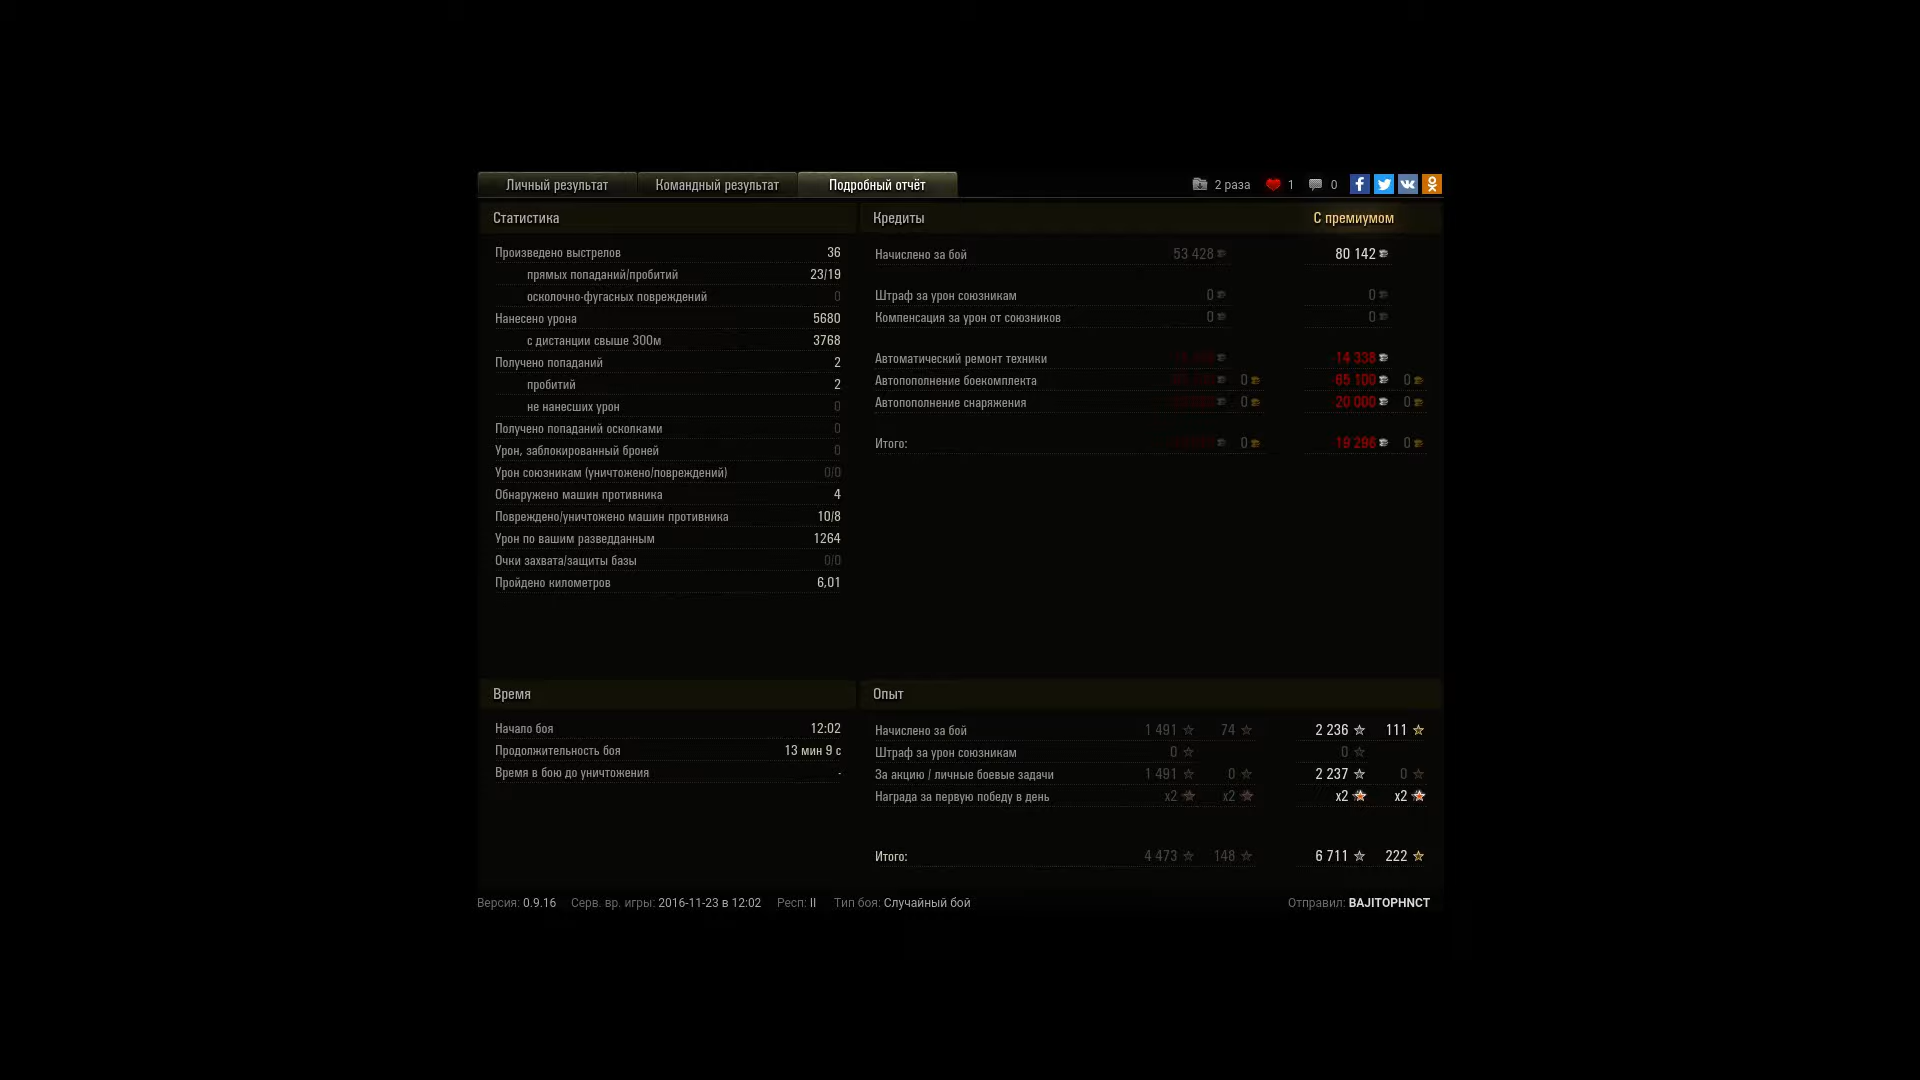 Личный результат Командный результат Подробный отчёт 2 раза 1 0
Статистика
Произведено выстрелов 36
прямых попаданий/пробитий 23/19
осколочно-фугасных повреждений 0
Нанесено урона 5680
с дистанции свыше 300м 3768
Получено попаданий 2
пробитий 2
не нанесших урон 0
Получено попаданий осколками 0
Урон, заблокированный броней 0
Урон союзникам (уничтожено/повреждений) 0/0
Обнаружено машин противника 4
Повреждено/уничтожено машин противника 10/8
Урон по вашим разведданным 1264
Очки захвата/защиты базы 0/0
Пройдено километров 6,01
Кредиты С премиумом
Начислено за бой 53 428 80 142
Штраф за урон союзникам 0 0
Компенсация за урон от союзников 0 0
Автоматический ремонт техники -14 338
Автопополнение боекомплекта 0 -65 100 0
Автопополнение снаряжения 0 -20 000 0
Итого: 0 -19 296 0
Время
Начало боя 12:02
Продолжительность боя 13 мин 9 с
Время в бою до уничтожения -
Опыт
Начислено за бой 1 491 74 2 236 111
Штраф за урон союзникам 0 0
За акцию / личные боевые задачи 1 491 0 2 237 0
Награда за первую победу в день x2 x2 x2 x2
Итого: 4 473 148 6 711 222
Версия: 0.9.16 Серв. вр. игры: 2016-11-23 в 12:02 Респ: II Тип боя: Случайный бой Отправил: BAJITOPHNCT